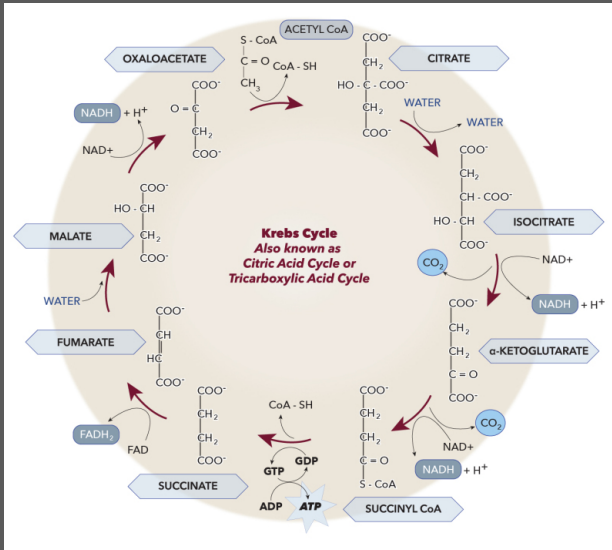 ACETYL CoA
S - CoA
C = O
CH₃
CoA - SH
OXALOACETATE
COO⁻
O = C
CH₂
COO⁻
CITRATE
COO⁻
CH₂
HO - C - COO⁻
CH₂
COO⁻
WATER
WATER
ISOCITRATE
COO⁻
CH₂
CH - COO⁻
HO - CH
COO⁻
CO₂
NAD+
NADH + H⁺
α-KETOGLUTARATE
COO⁻
CH₂
CH₂
C = O
COO⁻
CO₂
NAD+
NADH + H⁺
SUCCINYL CoA
COO⁻
CH₂
CH₂
C = O
S - CoA
CoA - SH
GTP
GDP
ADP
ATP
SUCCINATE
COO⁻
CH₂
CH₂
COO⁻
FADH₂
FAD
FUMARATE
COO⁻
CH
HC
COO⁻
WATER
MALATE
COO⁻
HO - CH
CH₂
COO⁻
NAD+
NADH + H⁺
Krebs Cycle
Also known as
Citric Acid Cycle or
Tricarboxylic Acid Cycle